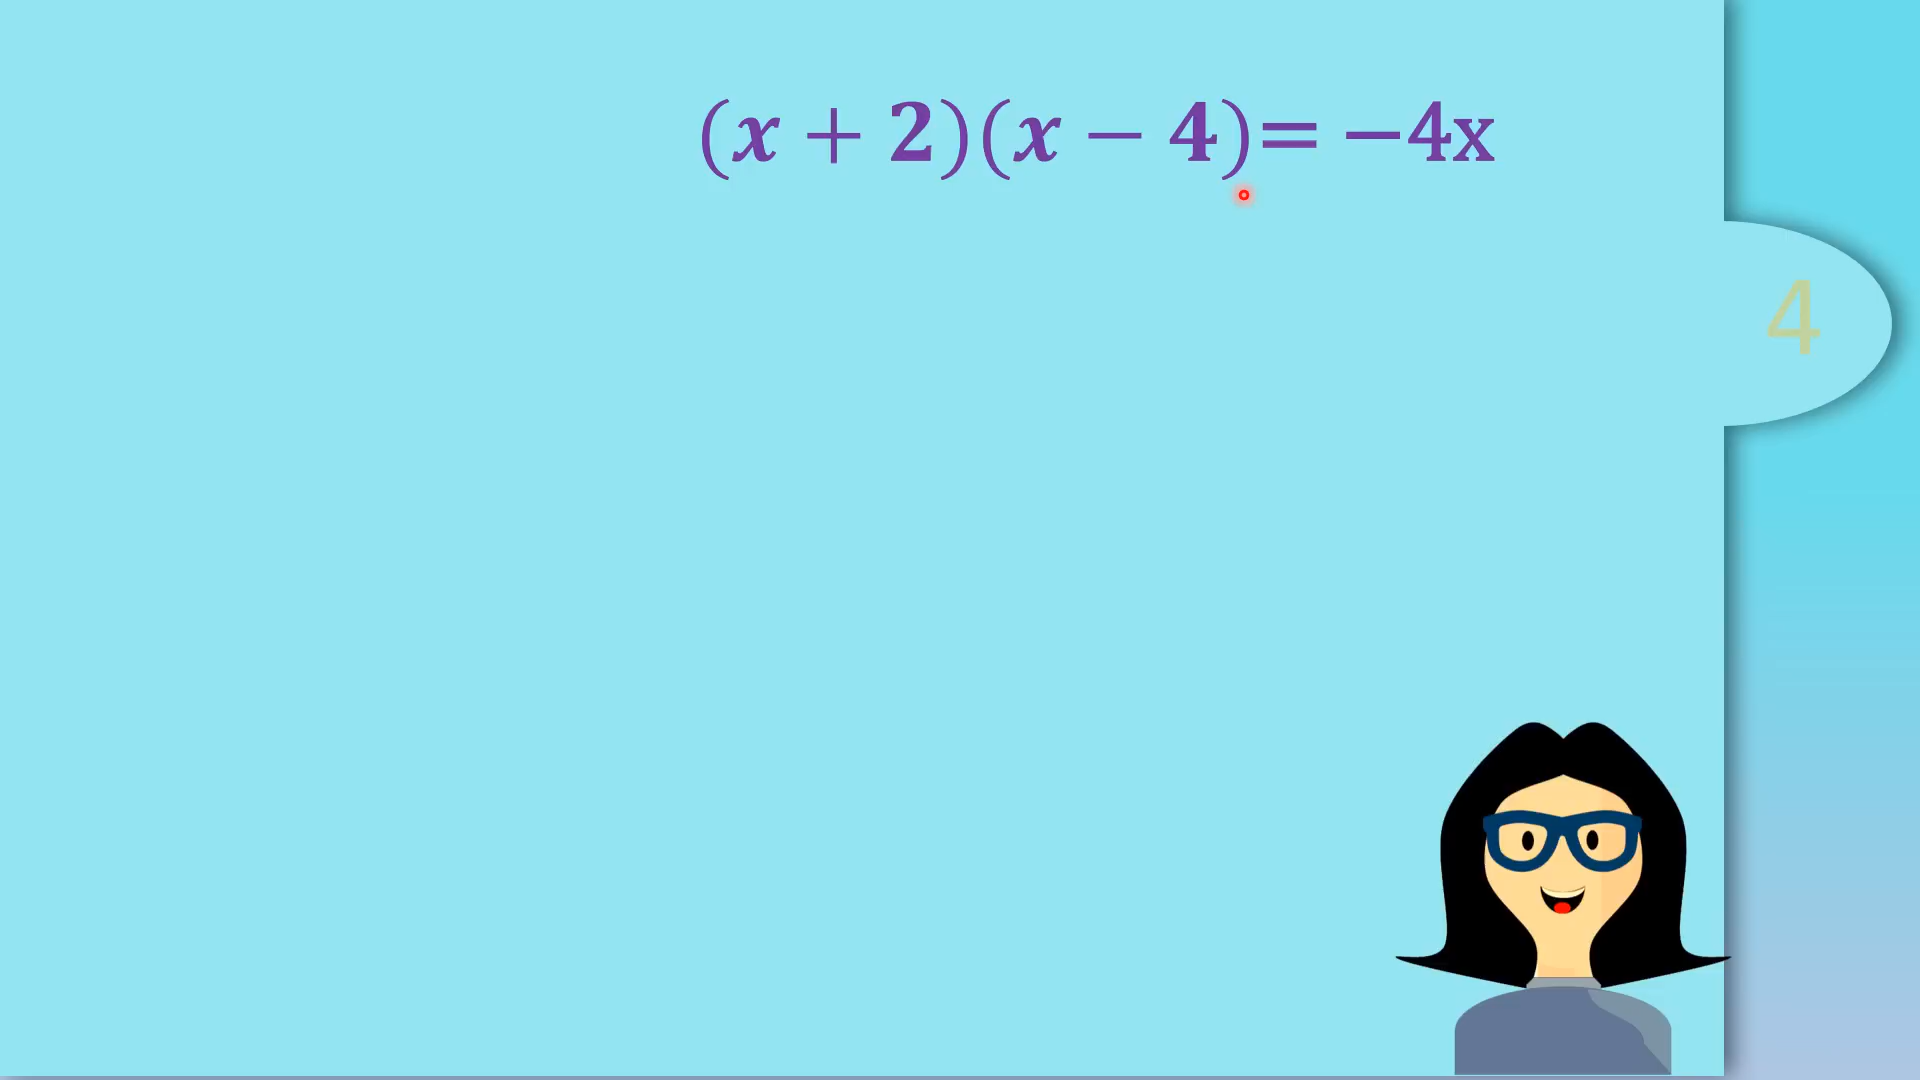 (x + 2)(x − 4)= −4x
4